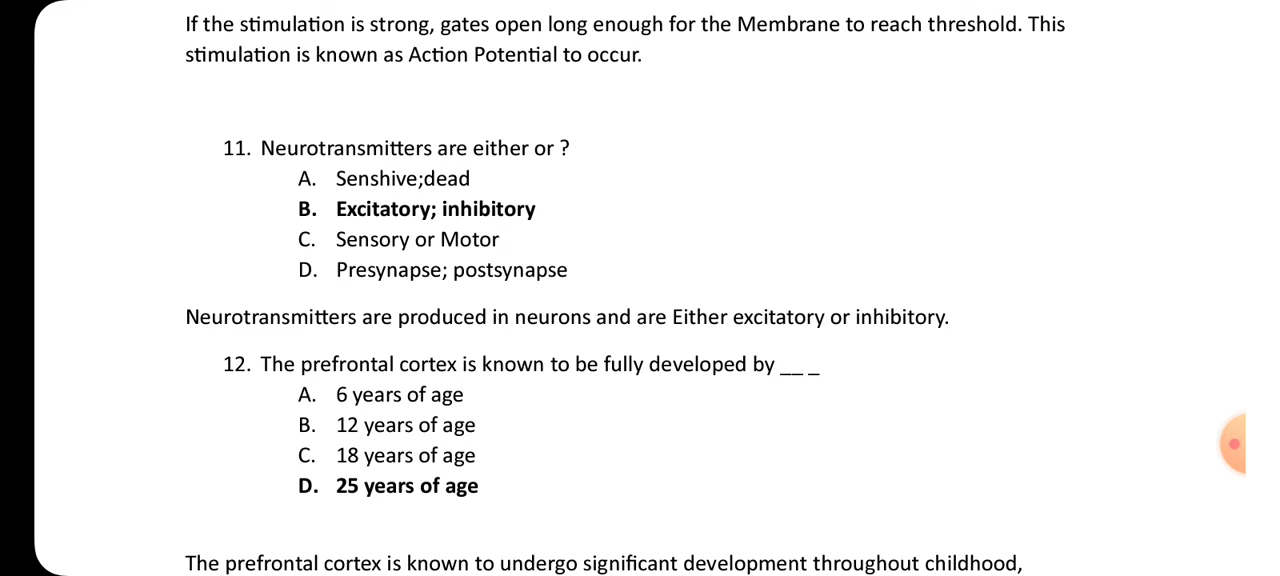 If the stimulation is strong, gates open long enough for the Membrane to reach threshold. This
stimulation is known as Action Potential to occur.
11. Neurotransmitters are either or ?
A. Senshive;dead
B. Excitatory; inhibitory
C. Sensory or Motor
D. Presynapse; postsynapse
Neurotransmitters are produced in neurons and are Either excitatory or inhibitory.
12. The prefrontal cortex is known to be fully developed by __ _
A. 6 years of age
B. 12 years of age
C. 18 years of age
D. 25 years of age
The prefrontal cortex is known to undergo significant development throughout childhood,